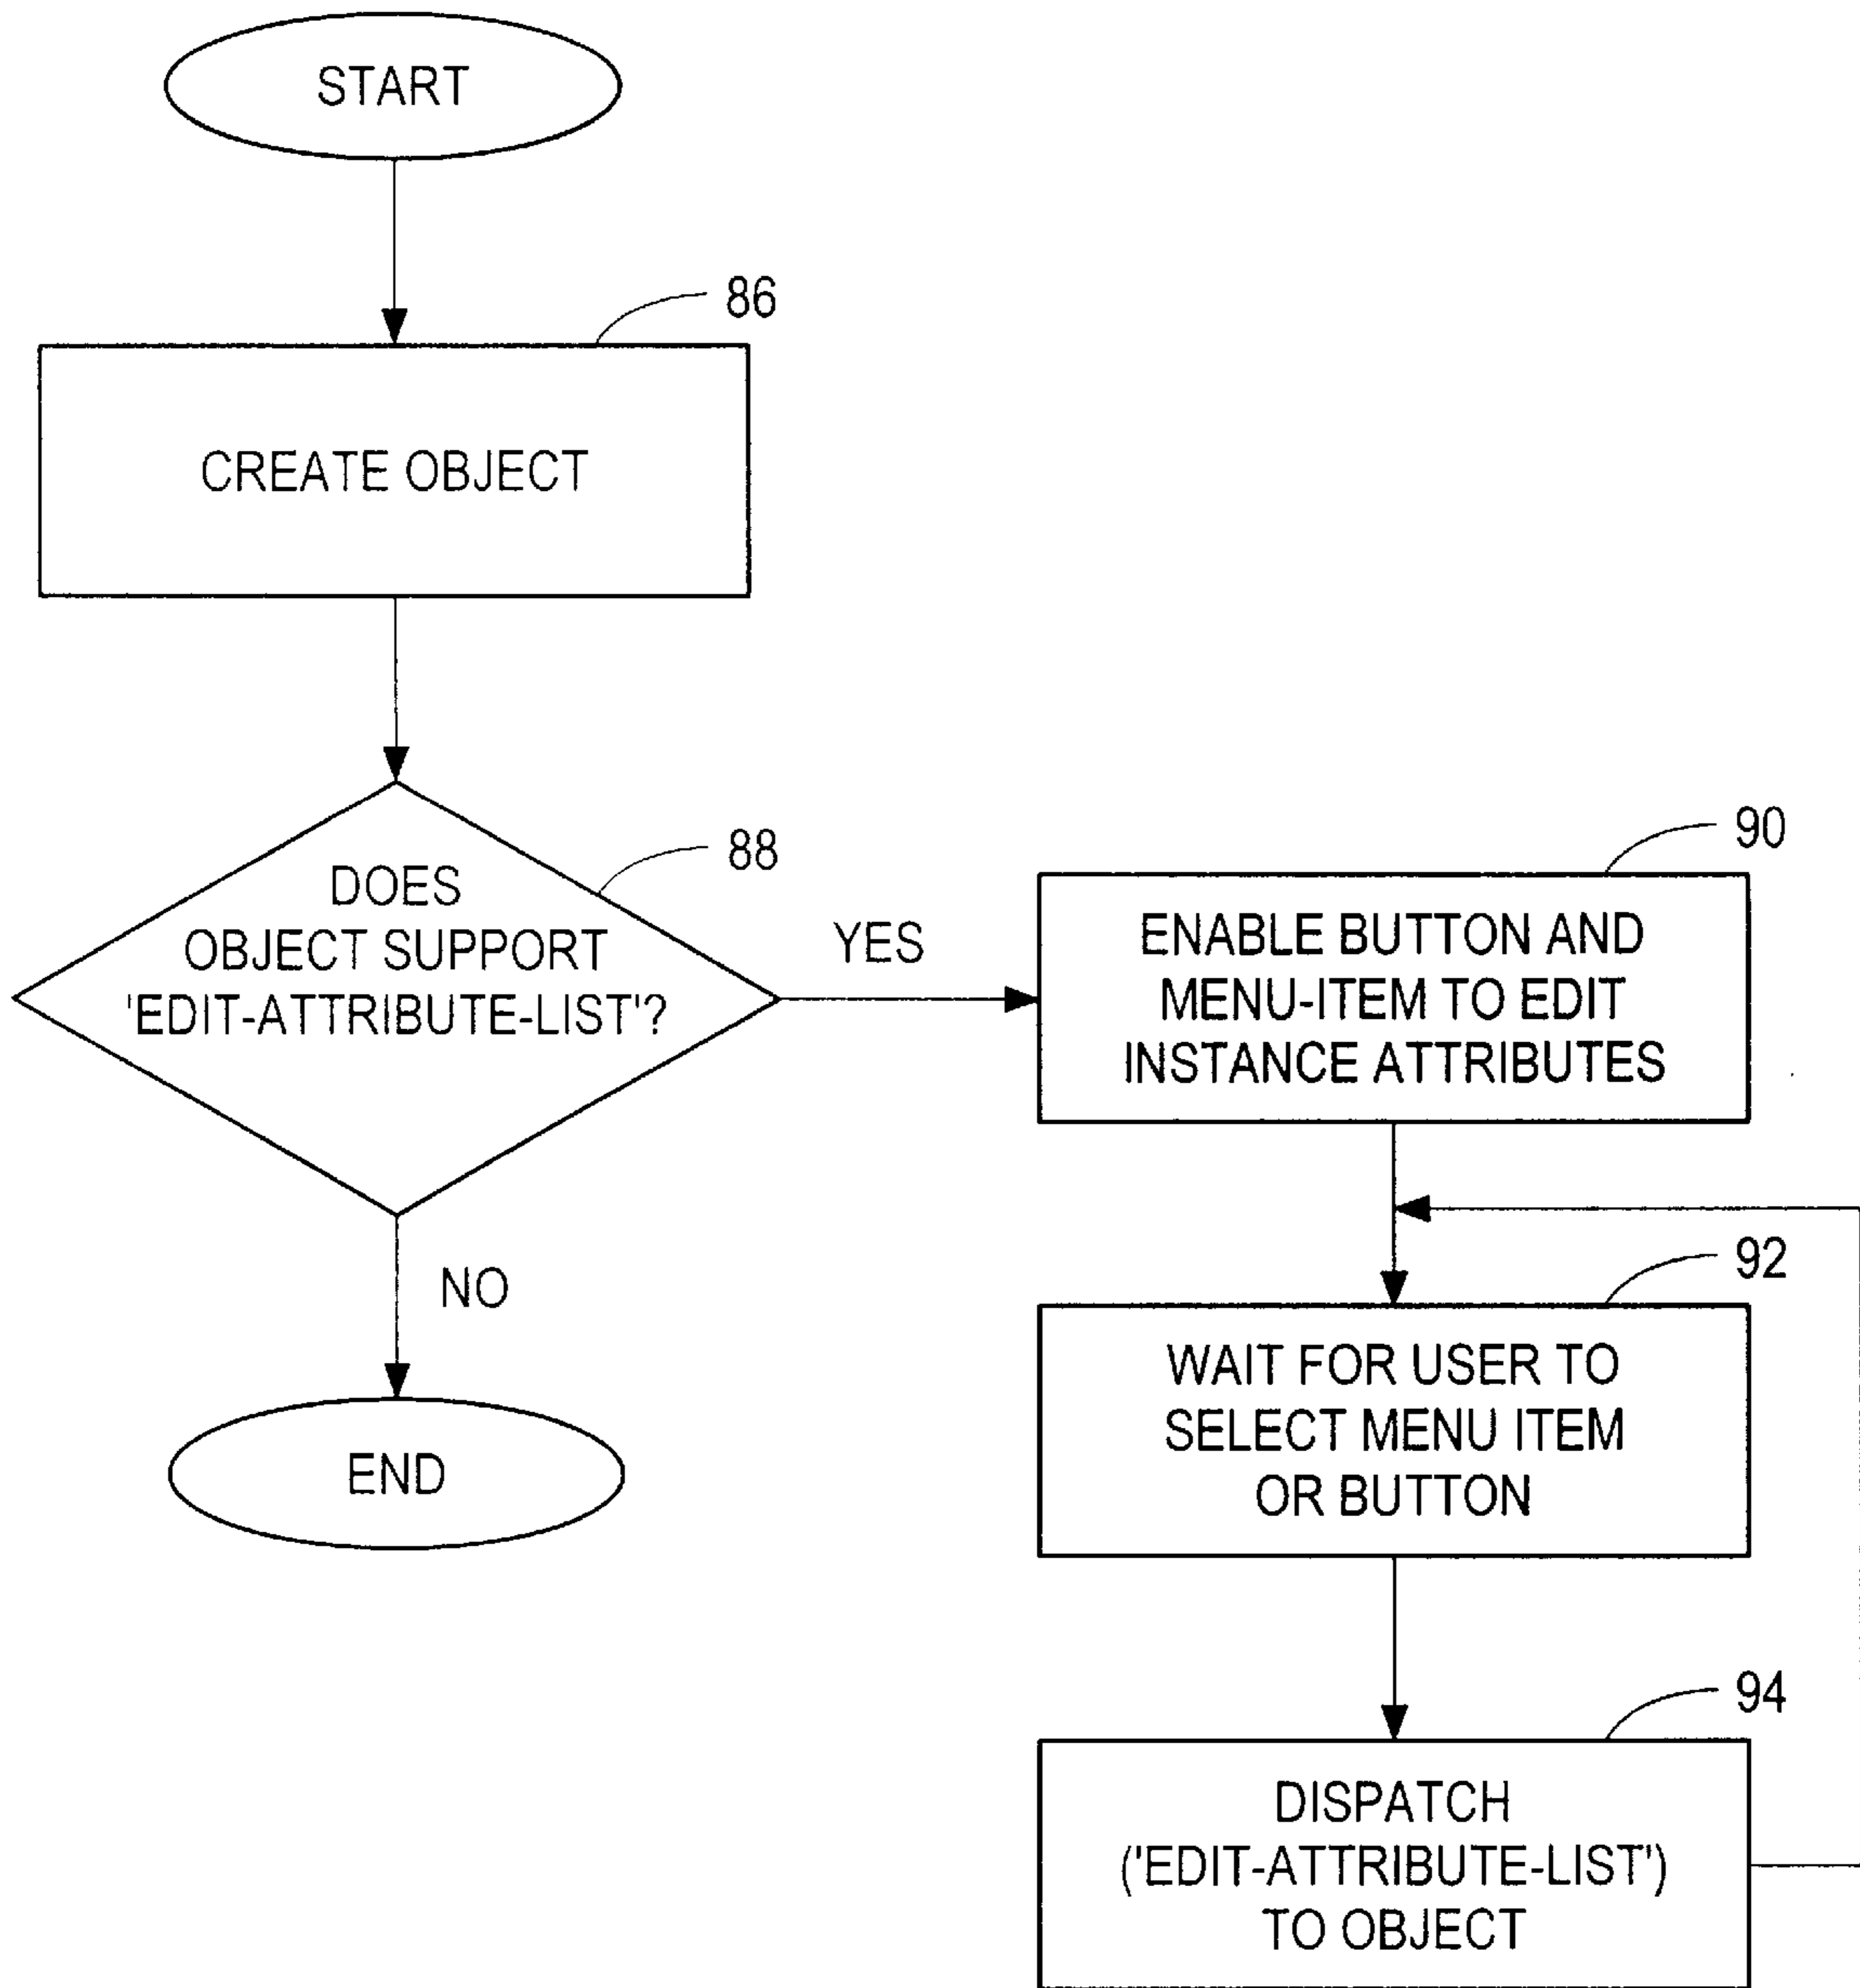 START
86
CREATE OBJECT
88
DOES
OBJECT SUPPORT
'EDIT-ATTRIBUTE-LIST'?
YES
90
ENABLE BUTTON AND
MENU-ITEM TO EDIT
INSTANCE ATTRIBUTES
NO
END
92
WAIT FOR USER TO
SELECT MENU ITEM
OR BUTTON
94
DISPATCH
('EDIT-ATTRIBUTE-LIST')
TO OBJECT